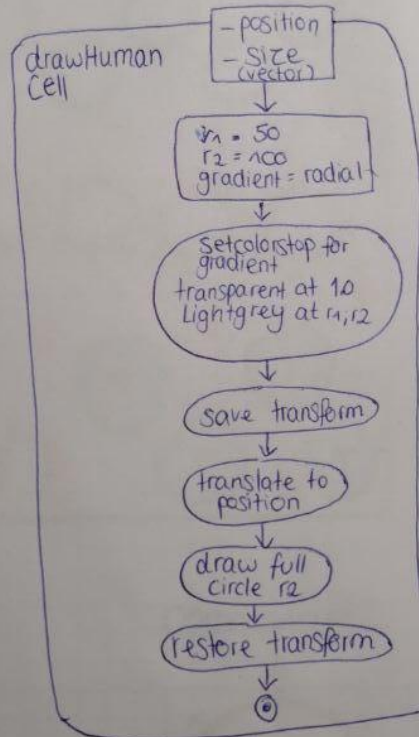 drawHuman
Cell
- position
- Size
(vector)
r1 = 50
r2 = 100
gradient = radial
setcolorstop for
gradient
transparent at 1.0
Lightgrey at r1, r2
save transform
translate to
position
draw full
circle r2
restore transform